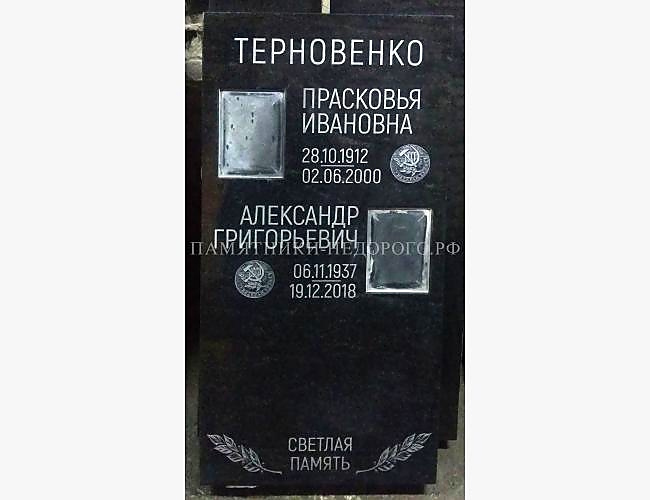 ТЕРНОВЕНКО
ПРАСКОВЬЯ
ИВАНОВНА
28.10.1912
02.06.2000
АЛЕКСАНДР
ГРИГОРЬЕВИЧ
ПАМЯТНИКИ-НЕДОРОГО.РФ
06.11.1937
19.12.2018
СВЕТЛАЯ
ПАМЯТЬ